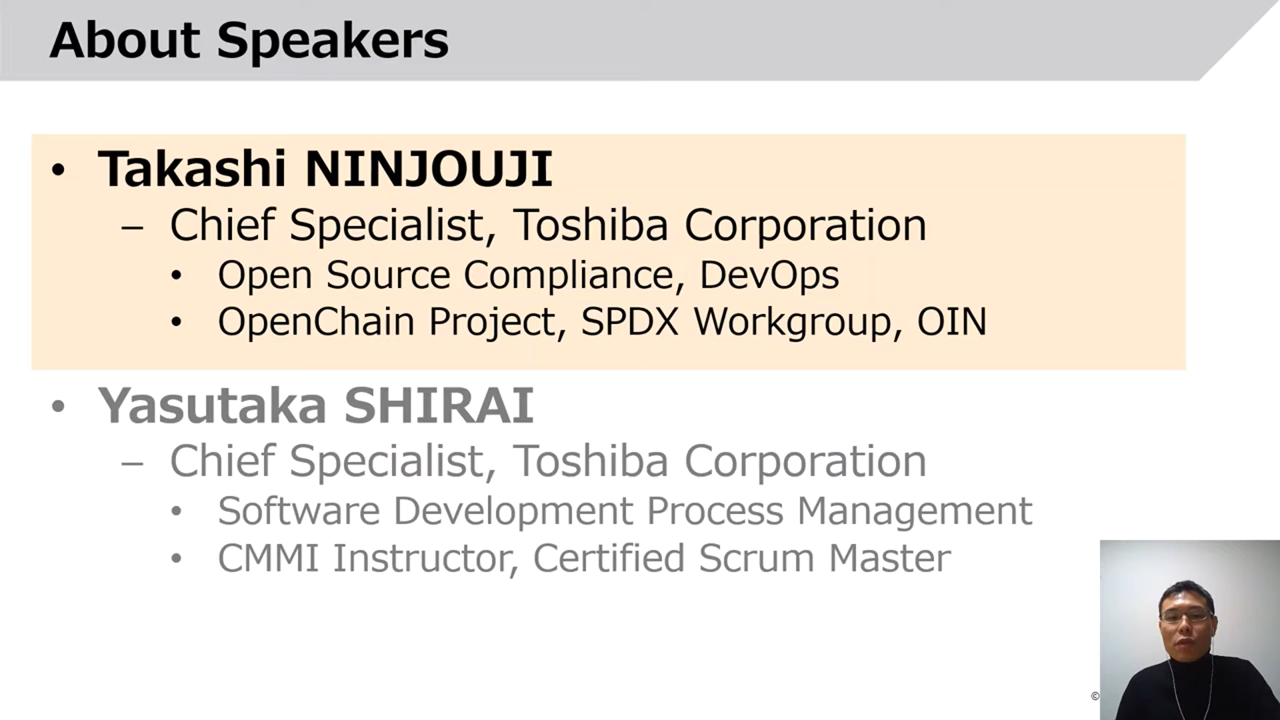 About Speakers
• Takashi NINJOUJI
– Chief Specialist, Toshiba Corporation
• Open Source Compliance, DevOps
• OpenChain Project, SPDX Workgroup, OIN
• Yasutaka SHIRAI
– Chief Specialist, Toshiba Corporation
• Software Development Process Management
• CMMI Instructor, Certified Scrum Master
©